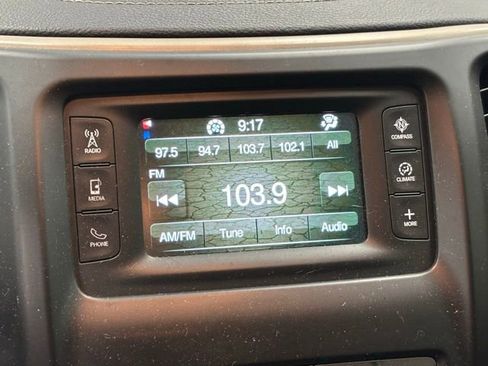 9:17
97.5 94.7 103.7 102.1 All
FM
103.9
AM/FM Tune Info Audio
RADIO
MEDIA
PHONE
N
COMPASS
CLIMATE
+
MORE